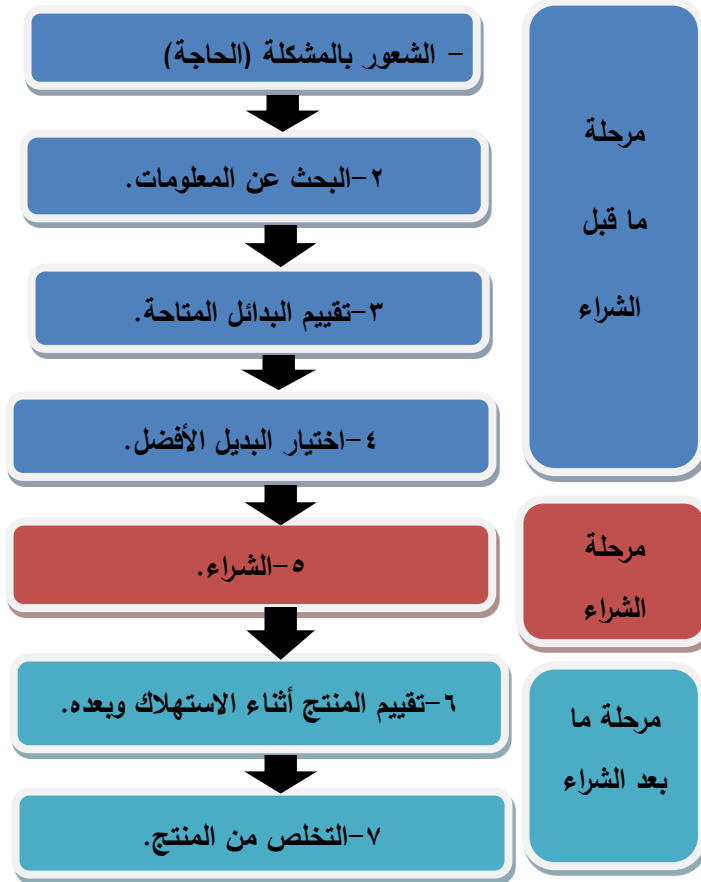 - الشعور بالمشكلة (الحاجة)
٢-البحث عن المعلومات.
٣-تقييم البدائل المتاحة.
٤-اختيار البديل الأفضل.
مرحلة
ما قبل
الشراء
٥-الشراء.
مرحلة
الشراء
٦-تقييم المنتج أثناء الاستهلاك وبعده.
٧-التخلص من المنتج.
مرحلة ما
بعد الشراء